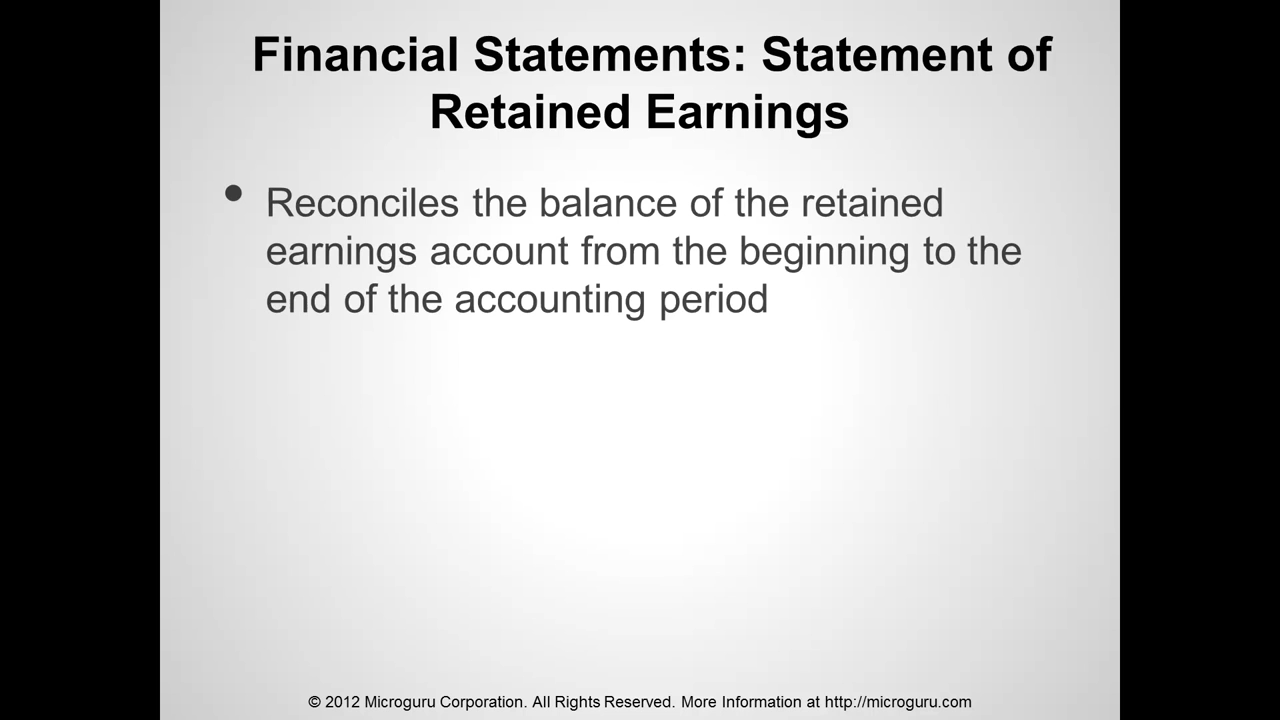 Financial Statements: Statement of
Retained Earnings
• Reconciles the balance of the retained
earnings account from the beginning to the
end of the accounting period
© 2012 Microguru Corporation. All Rights Reserved. More Information at http://microguru.com